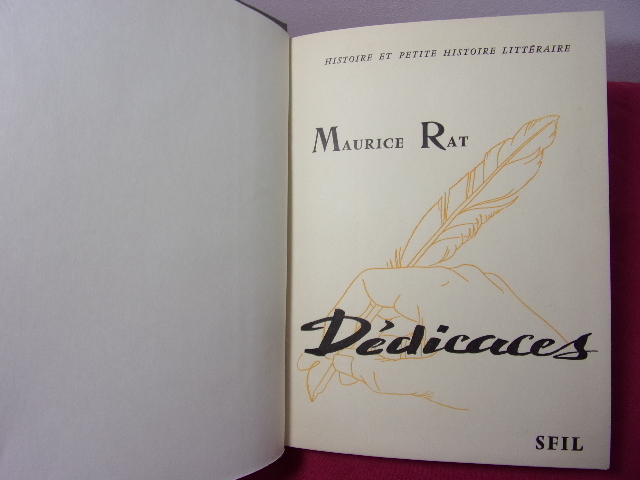 HISTOIRE ET PETITE HISTOIRE LITTÉRAIRE
MAURICE RAT
Dédicaces
SFIL